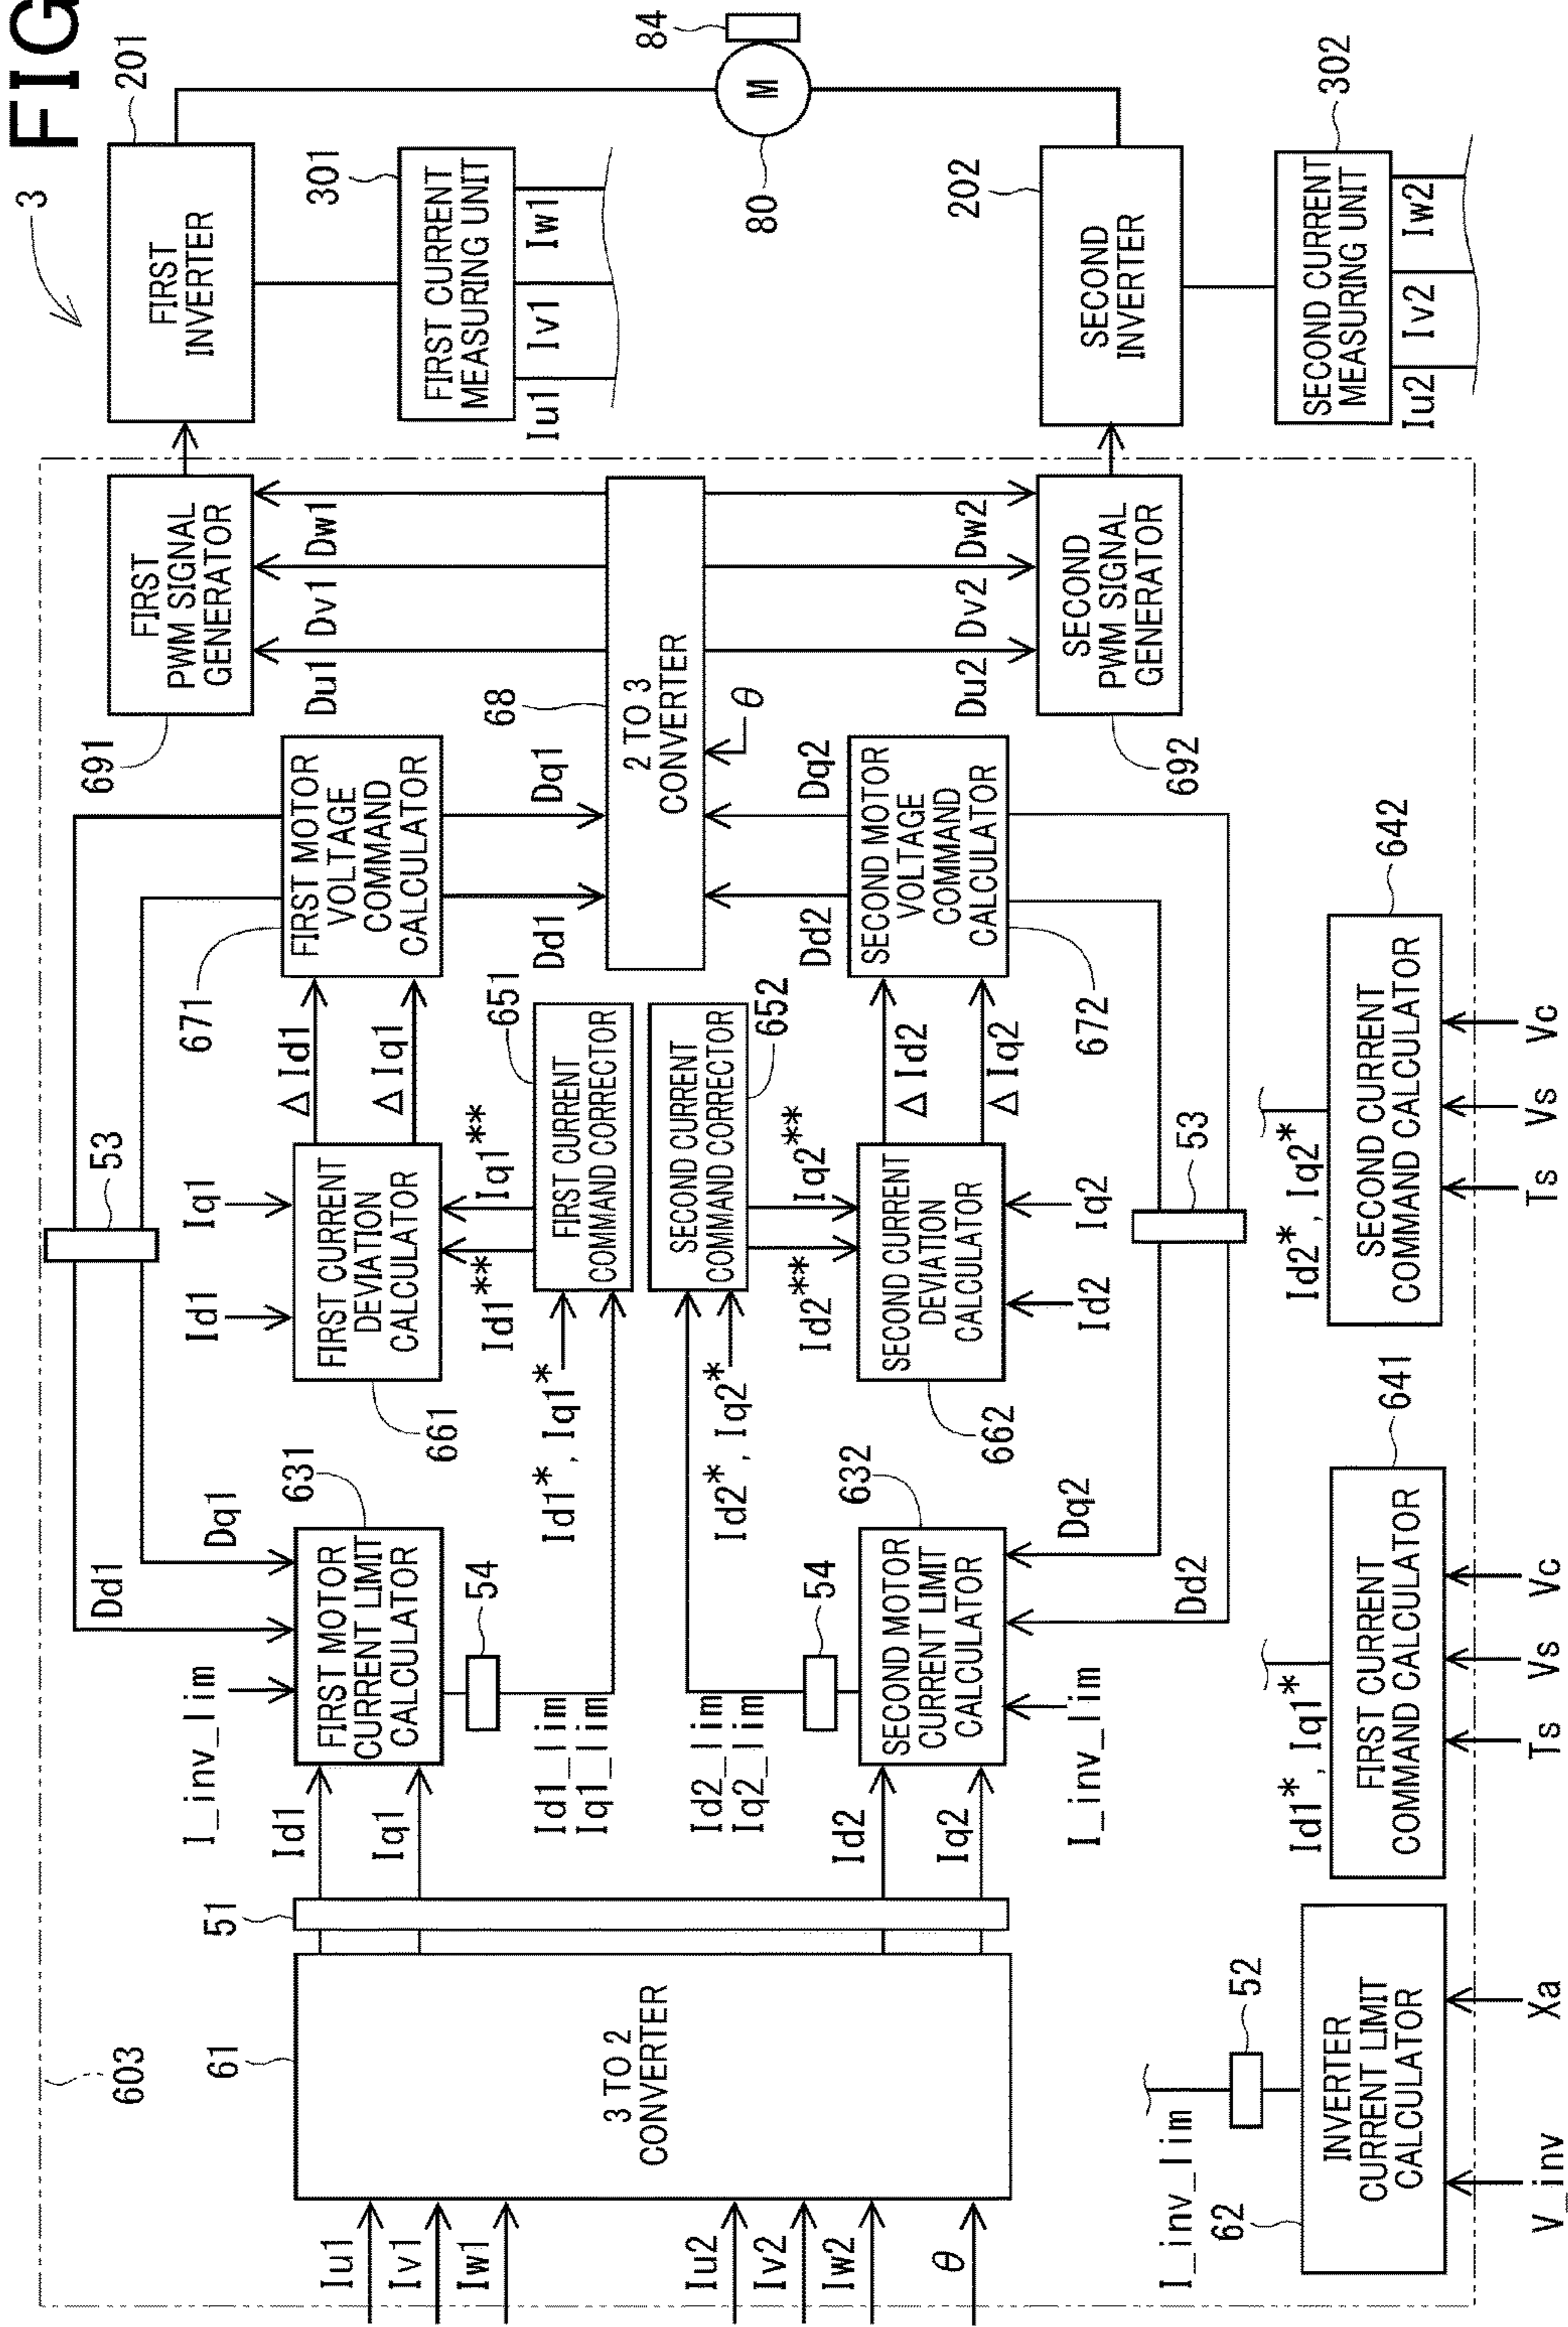 FIG
3
603
Iu1
Iv1
Iw1
Iu2
Iv2
Iw2
θ
61
3 TO 2
CONVERTER
51
Id1
Iq1
Id2
Iq2
I_inv_lim
Dd1
Dq1
631
FIRST MOTOR
CURRENT LIMIT
CALCULATOR
54
Id1_lim
Iq1_lim
Id2_lim
Iq2_lim
54
632
SECOND MOTOR
CURRENT LIMIT
CALCULATOR
I_inv_lim
Dq2
Dd2
53
Id1
Iq1
FIRST CURRENT
DEVIATION
CALCULATOR
661
Id1**
Iq1**
Id1*, Iq1*
651
FIRST CURRENT
COMMAND CORRECTOR
652
SECOND CURRENT
COMMAND CORRECTOR
Id2*, Iq2*
Id2**
Iq2**
SECOND CURRENT
DEVIATION
CALCULATOR
662
Id2
Iq2
53
ΔId1
ΔIq1
ΔId2
ΔIq2
671
FIRST MOTOR
VOLTAGE
COMMAND
CALCULATOR
Dd1
Dq1
68
2 TO 3
CONVERTER
θ
Dd2
Dq2
SECOND MOTOR
VOLTAGE
COMMAND
CALCULATOR
672
691
FIRST
PWM SIGNAL
GENERATOR
Du1
Dv1
Dw1
Du2
Dv2
Dw2
SECOND
PWM SIGNAL
GENERATOR
692
201
FIRST
INVERTER
301
FIRST CURRENT
MEASURING UNIT
Iu1
Iv1
Iw1
84
M
80
202
SECOND
INVERTER
302
SECOND CURRENT
MEASURING UNIT
Iu2
Iv2
Iw2
I_inv_lim
52
62
INVERTER
CURRENT LIMIT
CALCULATOR
V_inv
Xa
Id1*, Iq1*
641
FIRST CURRENT
COMMAND CALCULATOR
Ts
Vs
Vc
Id2*, Iq2*
642
SECOND CURRENT
COMMAND CALCULATOR
Ts
Vs
Vc